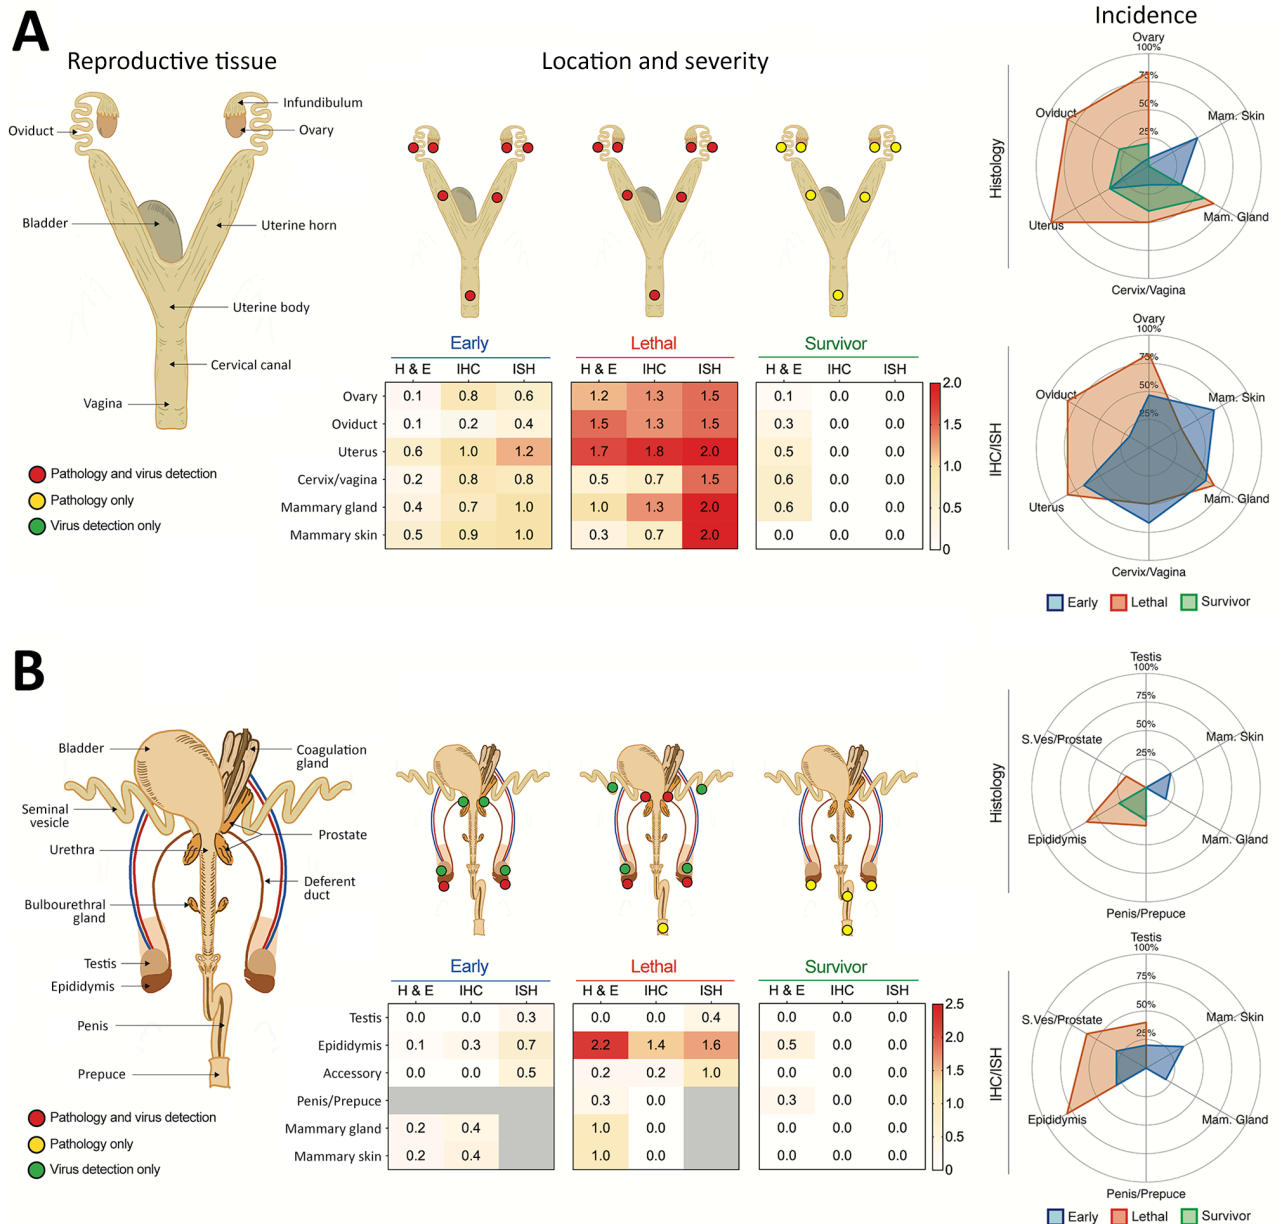 A
Reproductive tissue
Location and severity
Incidence
Infundibulum
Oviduct
Ovary
Bladder
Uterine horn
Uterine body
Cervical canal
Vagina
Pathology and virus detection
Pathology only
Virus detection only
Early
Lethal
Survivor
H & E IHC ISH H & E IHC ISH H & E IHC ISH
Ovary 0.1 0.8 0.6 1.2 1.3 1.5 0.1 0.0 0.0
Oviduct 0.1 0.2 0.4 1.5 1.3 1.5 0.3 0.0 0.0
Uterus 0.6 1.0 1.2 1.7 1.8 2.0 0.5 0.0 0.0
Cervix/vagina 0.2 0.8 0.8 0.5 0.7 1.5 0.6 0.0 0.0
Mammary gland 0.4 0.7 1.0 1.0 1.3 2.0 0.6 0.0 0.0
Mammary skin 0.5 0.9 1.0 0.3 0.7 2.0 0.0 0.0 0.0
2.0
1.5
1.0
0.5
0
Histology
Ovary
100%
75%
50%
25%
Oviduct
Mam. Skin
Uterus
Mam. Gland
Cervix/Vagina
IHC/ISH
Ovary
100%
75%
50%
25%
Oviduct
Mam. Skin
Uterus
Mam. Gland
Cervix/Vagina
Early Lethal Survivor
B
Bladder
Coagulation
gland
Seminal
vesicle
Prostate
Urethra
Deferent
duct
Bulbourethral
gland
Testis
Epididymis
Penis
Prepuce
Pathology and virus detection
Pathology only
Virus detection only
Early
Lethal
Survivor
H & E IHC ISH H & E IHC ISH H & E IHC ISH
Testis 0.0 0.0 0.3 0.0 0.0 0.4 0.0 0.0 0.0
Epididymis 0.1 0.3 0.7 2.2 1.4 1.6 0.5 0.0 0.0
Accessory 0.0 0.0 0.5 0.2 0.2 1.0 0.0 0.0 0.0
Penis/Prepuce 0.3 0.0 0.3 0.0 0.0
Mammary gland 0.2 0.4 1.0 0.0 0.0 0.0 0.0
Mammary skin 0.2 0.4 1.0 0.0 0.0 0.0 0.0
2.5
2.0
1.5
1.0
0.5
0
Histology
Testis
100%
75%
50%
25%
S.Ves/Prostate
Mam. Skin
Epididymis
Mam. Gland
Penis/Prepuce
IHC/ISH
Testis
100%
75%
50%
25%
S.Ves/Prostate
Mam. Skin
Epididymis
Mam. Gland
Penis/Prepuce
Early Lethal Survivor